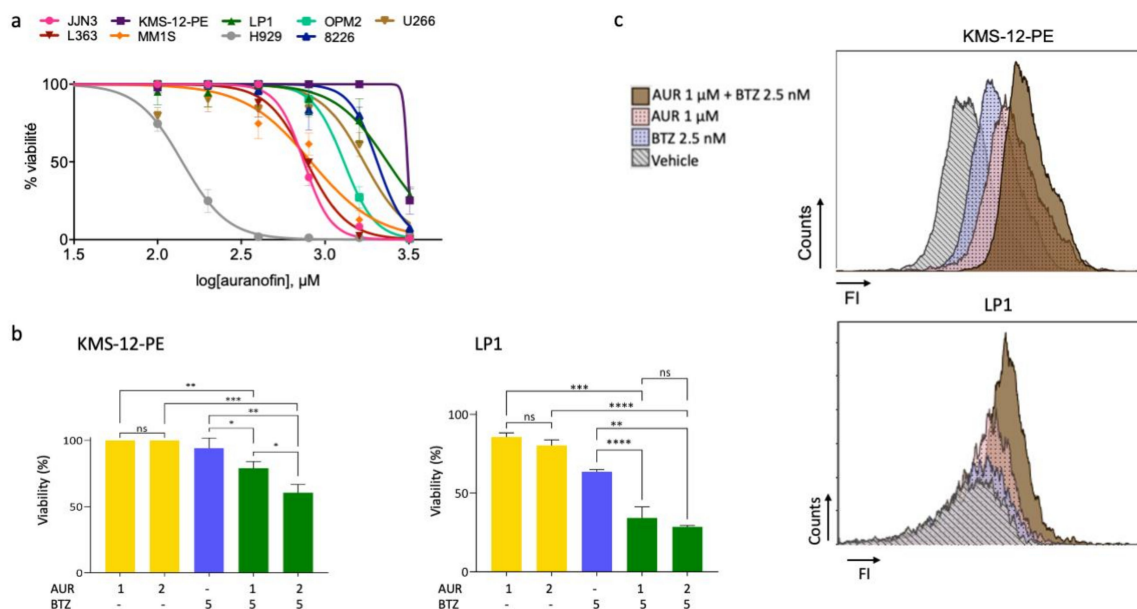 a
JJN3 KMS-12-PE LP1 OPM2 U266
L363 MM1S H929 8226
% viabilité
100
50
0
1.5 2.0 2.5 3.0 3.5
log[auranofin], µM
b
KMS-12-PE
**
***
**
ns
*
*
Viability (%)
100
50
0
AUR 1 2 - 1 2
BTZ - - 5 5 5
LP1
ns
***
****
ns
**
****
Viability (%)
100
50
0
AUR 1 2 - 1 2
BTZ - - 5 5 5
c
KMS-12-PE
AUR 1 µM + BTZ 2.5 nM
AUR 1 µM
BTZ 2.5 nM
Vehicle
Counts
FI
LP1
Counts
FI